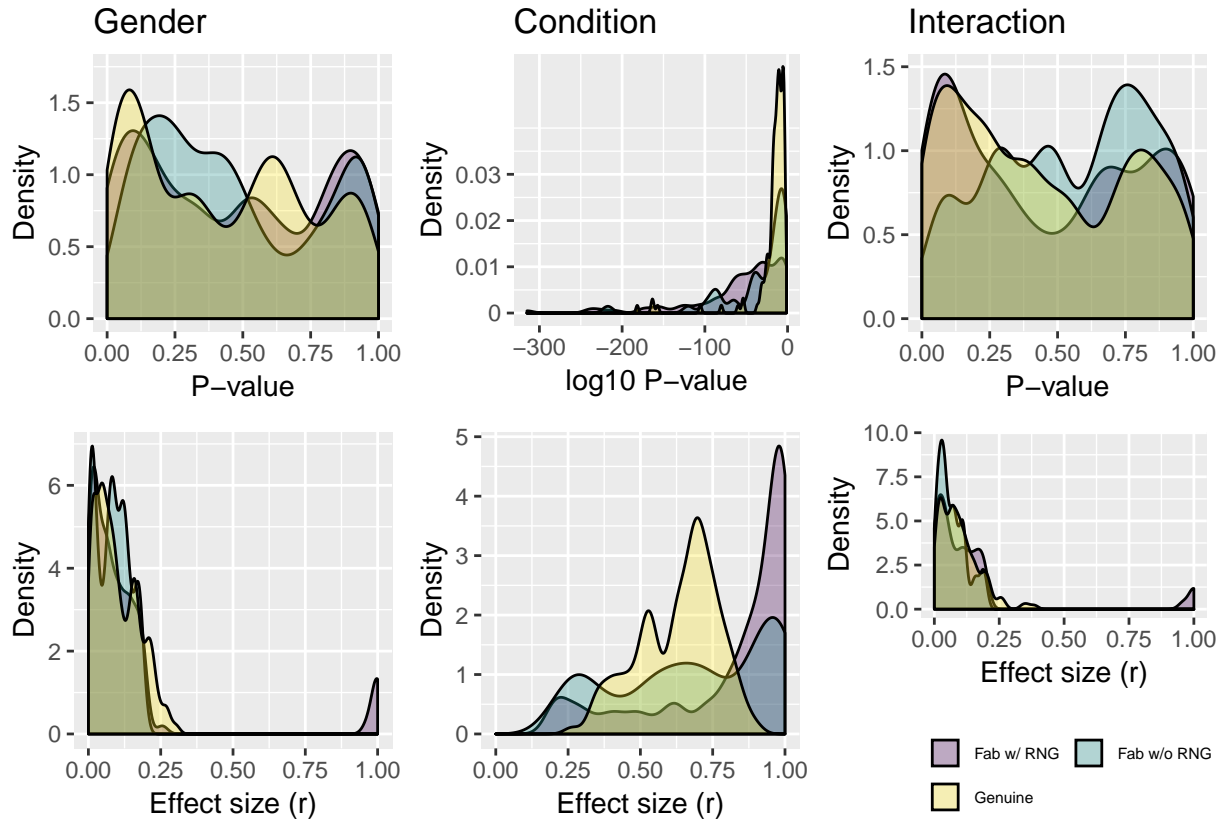 Gender
Condition
Interaction
Density
1.5
1.0
0.5
0.0
0.00 0.25 0.50 0.75 1.00
P−value
Density
0.03
0.02
0.01
0
−300 −200 −100 0
log10 P−value
Density
1.5
1.0
0.5
0.0
0.00 0.25 0.50 0.75 1.00
P−value
Density
6
4
2
0
0.00 0.25 0.50 0.75 1.00
Effect size (r)
Density
5
4
3
2
1
0
0.00 0.25 0.50 0.75 1.00
Effect size (r)
Density
10.0
7.5
5.0
2.5
0.0
0.00 0.25 0.50 0.75 1.00
Effect size (r)
Fab w/ RNG Fab w/o RNG
Genuine